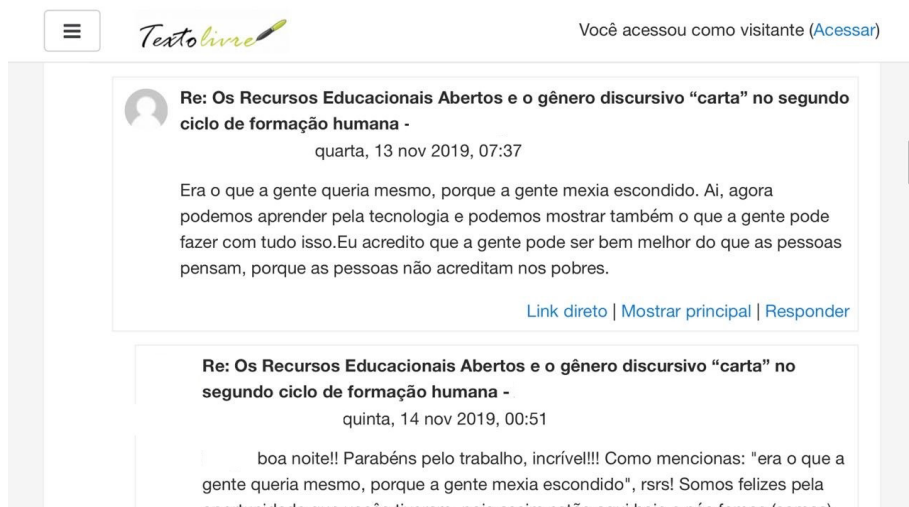 Textolivre
Você acessou como visitante (Acessar)
Re: Os Recursos Educacionais Abertos e o gênero discursivo “carta” no segundo
ciclo de formação humana -
quarta, 13 nov 2019, 07:37
Era o que a gente queria mesmo, porque a gente mexia escondido. Ai, agora
podemos aprender pela tecnologia e podemos mostrar também o que a gente pode
fazer com tudo isso.Eu acredito que a gente pode ser bem melhor do que as pessoas
pensam, porque as pessoas não acreditam nos pobres.
Link direto | Mostrar principal | Responder
Re: Os Recursos Educacionais Abertos e o gênero discursivo “carta” no
segundo ciclo de formação humana -
quinta, 14 nov 2019, 00:51
boa noite!! Parabéns pelo trabalho, incrível!!! Como mencionas: "era o que a
gente queria mesmo, porque a gente mexia escondido", rsrs! Somos felizes pela